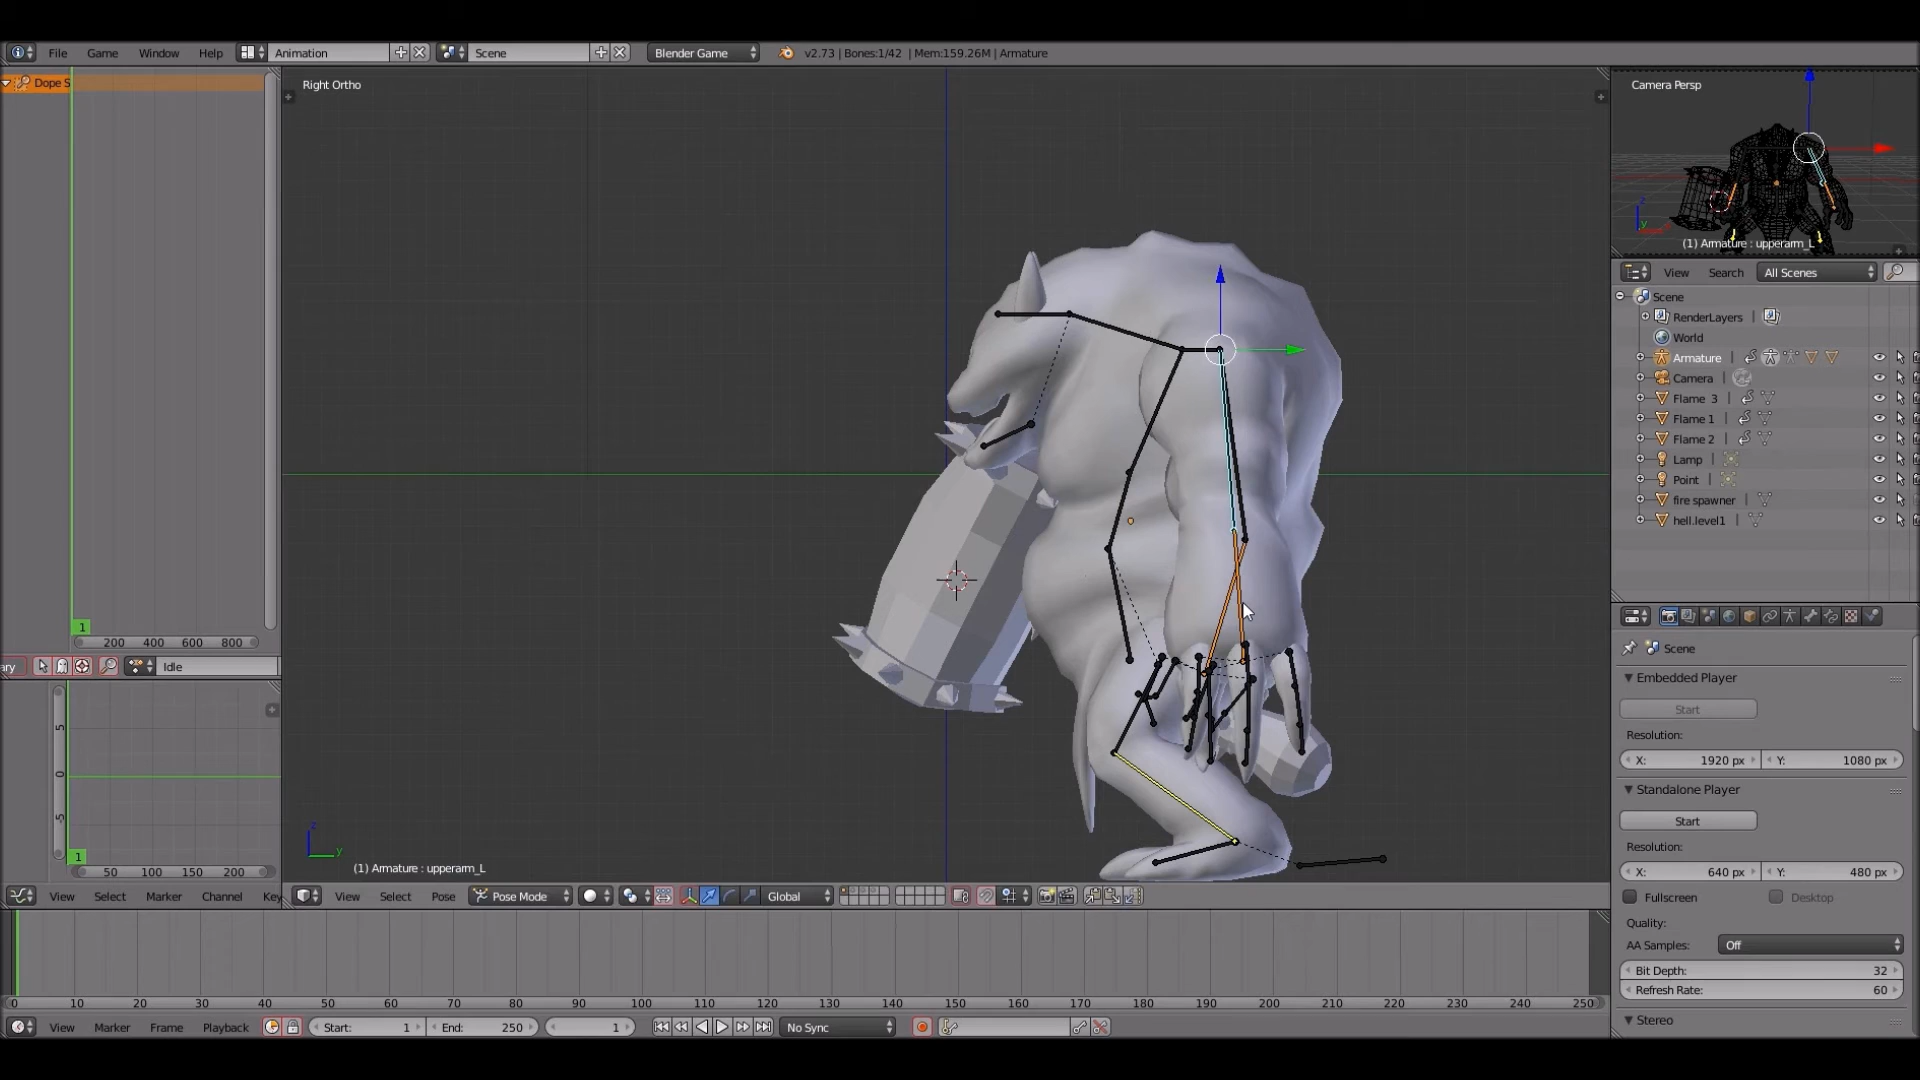 File Game Window Help Animation Scene Blender Game v2.73 | Bones:1/42 | Mem:159.26M | Armature
Dope S
Right Ortho
Camera Persp
(1) Armature : upperarm_L
View Search All Scenes
Scene
RenderLayers
World
Armature
Camera
Flame 3
Flame 1
Flame 2
Lamp
Point
fire spawner
hell.level1
1
200 400 600 800
ary Idle
Scene
Embedded Player
Start
Resolution:
X: 1920 px Y: 1080 px
Standalone Player
Start
Resolution:
X: 640 px Y: 480 px
Fullscreen Desktop
Quality:
AA Samples: Off
Bit Depth: 32
Refresh Rate: 60
Stereo
5
0
-5
1
50 100 150 200
z
y
(1) Armature : upperarm_L
View Select Marker Channel Key
View Select Pose Pose Mode Global
0 10 20 30 40 50 60 70 80 90 100 110 120 130 140 150 160 170 180 190 200 210 220 230 240 250
View Marker Frame Playback Start: 1 End: 250 1 No Sync